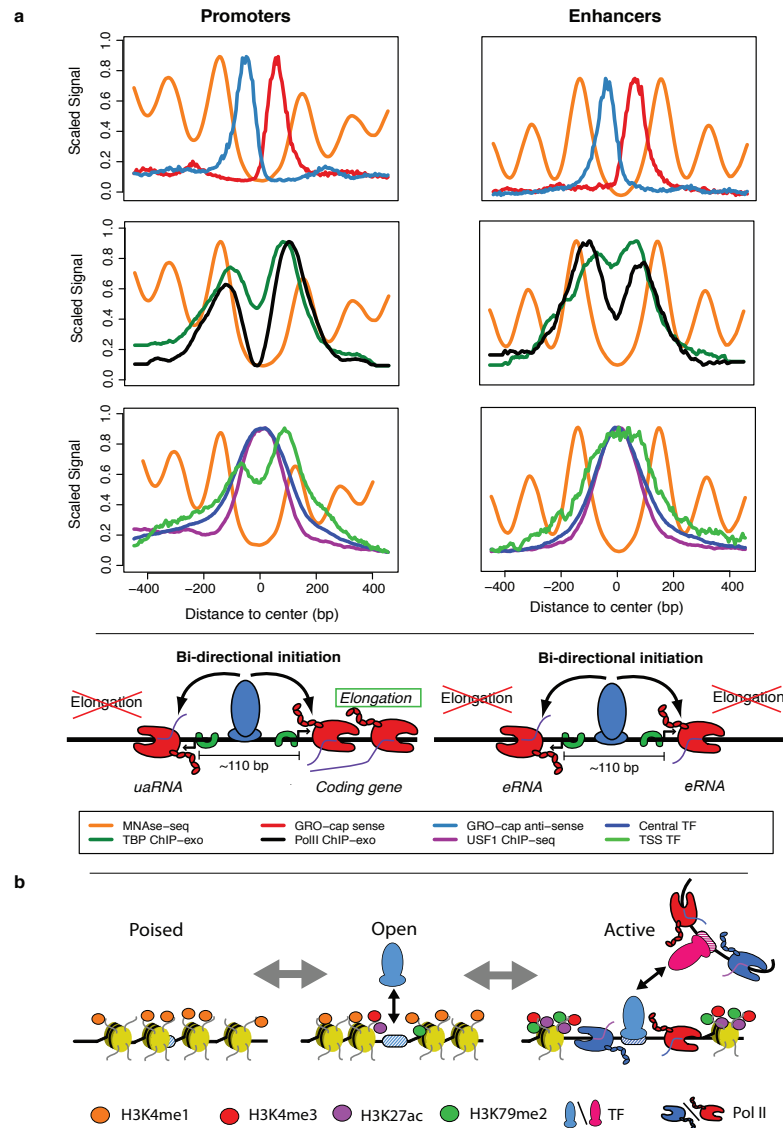 a
Promoters
Enhancers
Scaled Signal
1.0
0.8
0.6
0.4
0.2
0.0
Scaled Signal
1.0
0.8
0.6
0.4
0.2
0.0
Scaled Signal
1.0
0.8
0.6
0.4
0.2
0.0
−400 −200 0 200 400
Distance to center (bp)
−400 −200 0 200 400
Distance to center (bp)
Bi-directional initiation
Elongation
Elongation
~110 bp
uaRNA
Coding gene
Bi-directional initiation
Elongation
Elongation
~110 bp
eRNA
eRNA
MNAse−seq GRO−cap sense GRO−cap anti−sense Central TF
TBP ChIP−exo PolII ChIP−exo USF1 ChIP−seq TSS TF
b
Poised Open Active
H3K4me1 H3K4me3 H3K27ac H3K79me2 TF Pol II